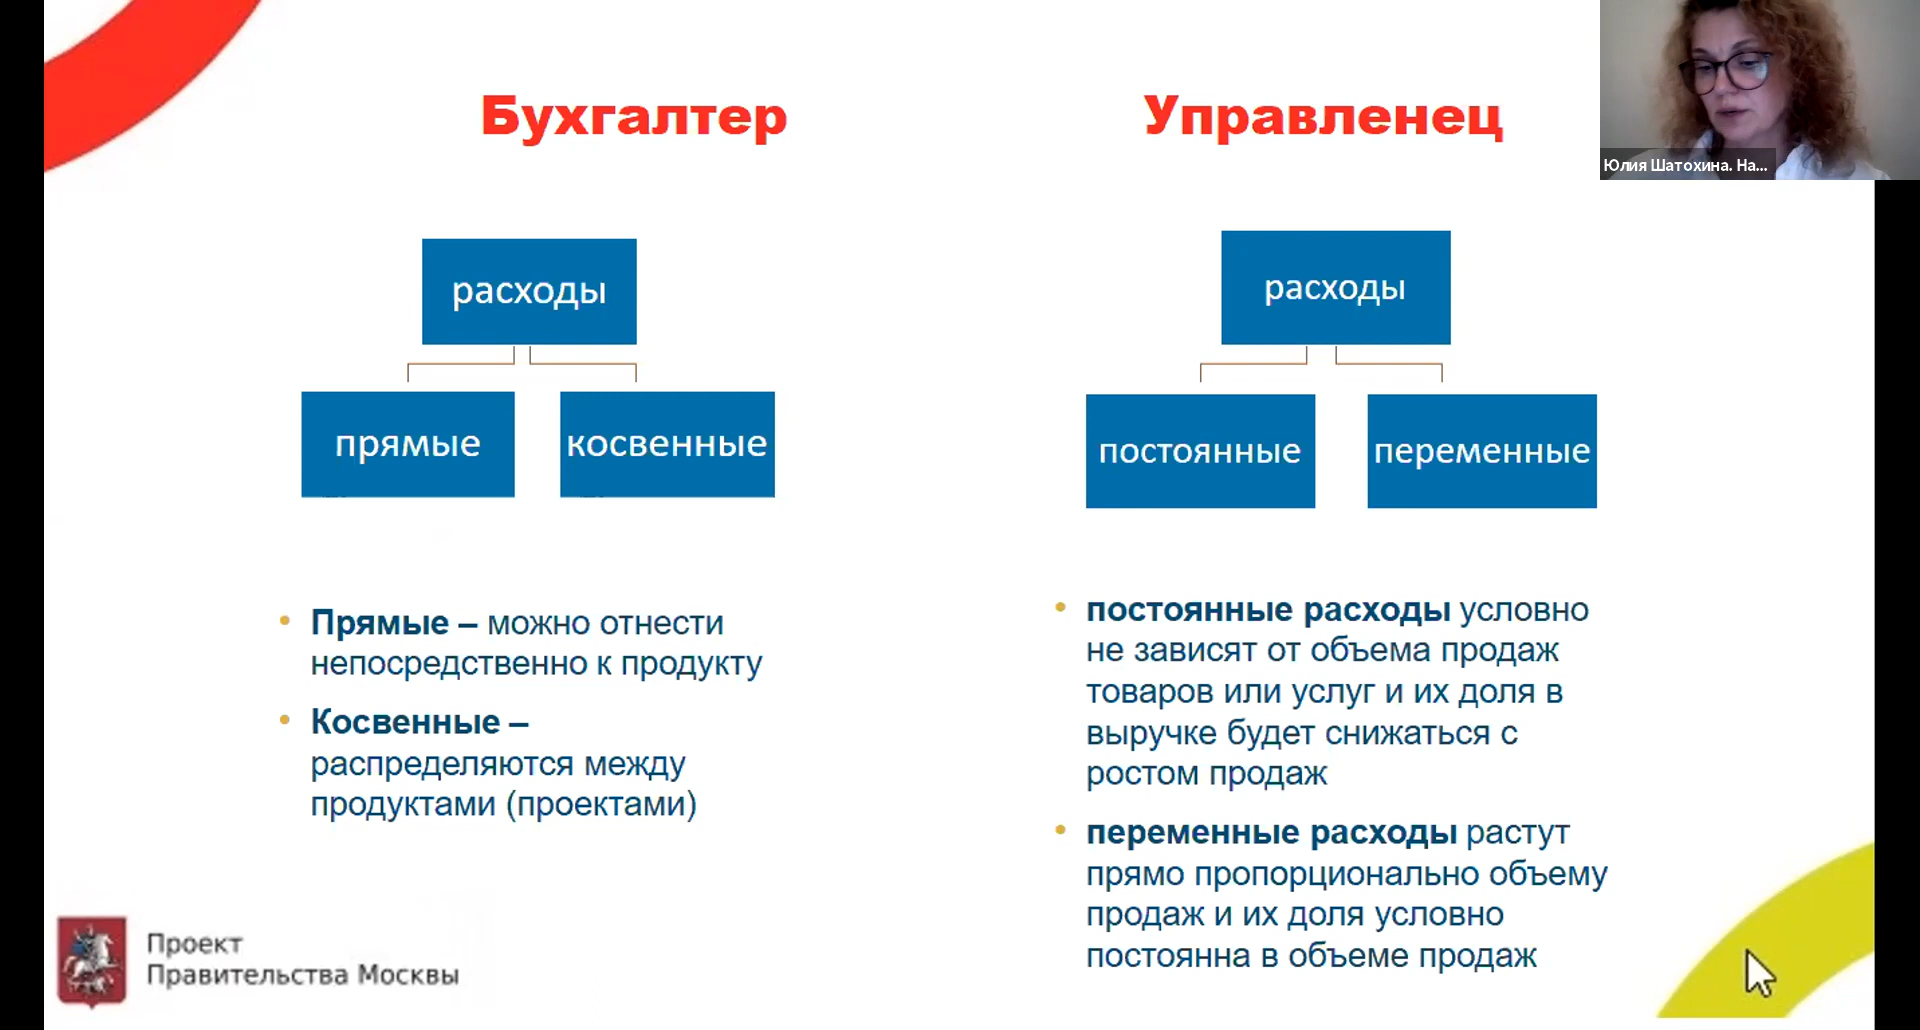 Бухгалтер
Управленец
Юлия Шатохина. На...
расходы
прямые
косвенные
расходы
постоянные
переменные
• Прямые – можно отнести
непосредственно к продукту
• Косвенные –
распределяются между
продуктами (проектами)
• постоянные расходы условно
не зависят от объема продаж
товаров или услуг и их доля в
выручке будет снижаться с
ростом продаж
• переменные расходы растут
прямо пропорционально объему
продаж и их доля условно
постоянна в объеме продаж
Проект
Правительства Москвы